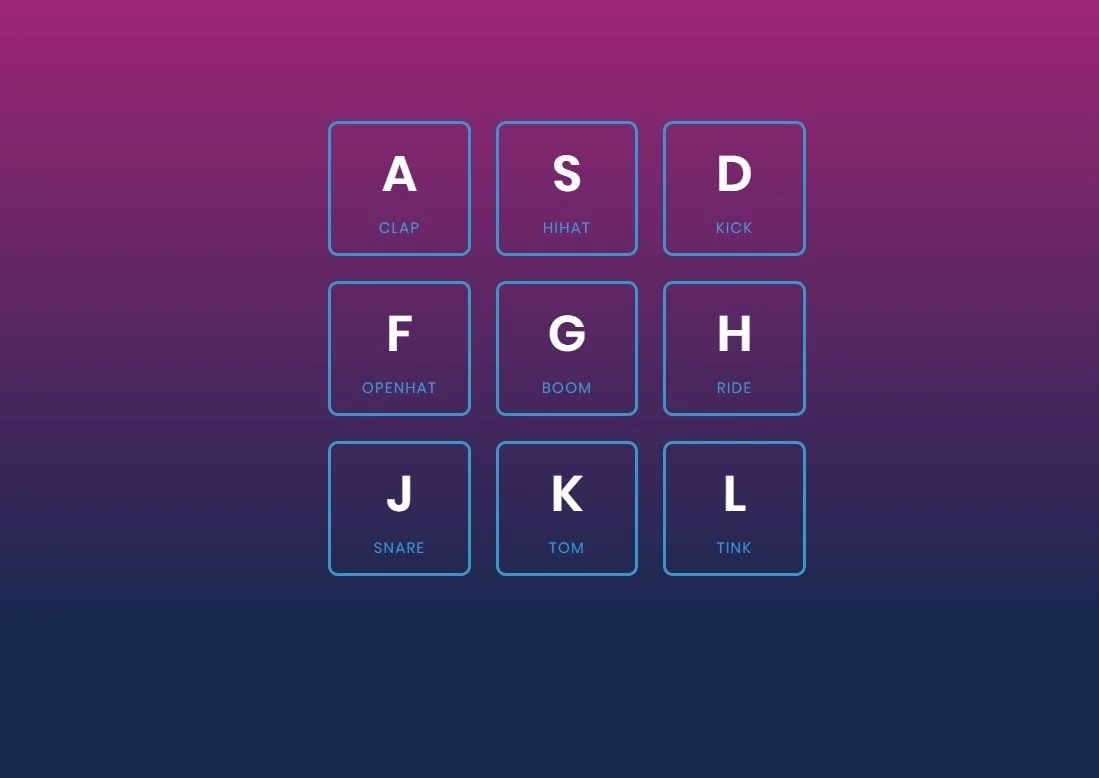 A S D
CLAP HIHAT KICK
F G H
OPENHAT BOOM RIDE
J K L
SNARE TOM TINK